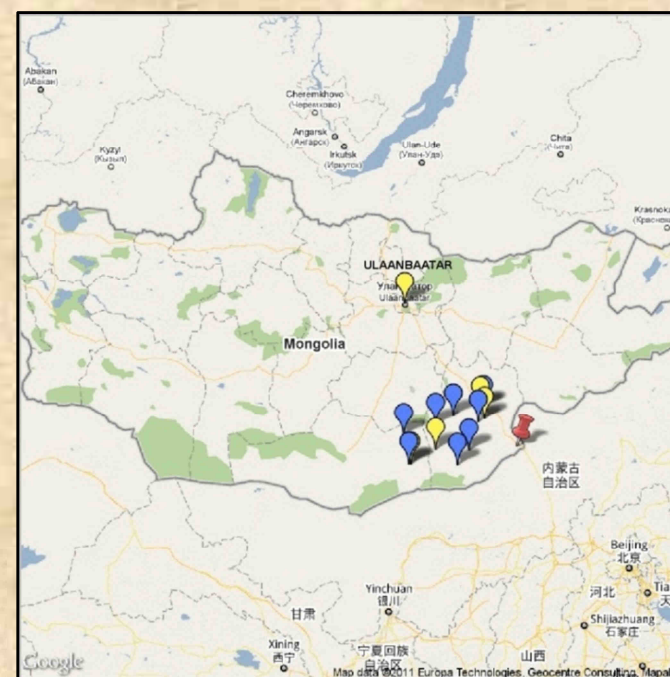 Abakan
(Абакан)
Cheremkhovo
(Черемхово)
Kyzyl
(Кызыл)
Angarsk
(Ангарск)
Irkutsk
(Иркутск)
Ulan-Ude
(Улан-Удэ)
Chita
(Чита)
ULAANBAATAR
Ulaanbaatar
Mongolia
内蒙古
自治区
Beijing
北京
Yinchuan
银川
河北
甘肃
Shijiazhuang
石家庄
Xining
西宁
宁夏回族
自治区
山西
Google
Map data ©2011 Europa Technologies, Geocentre Consulting,